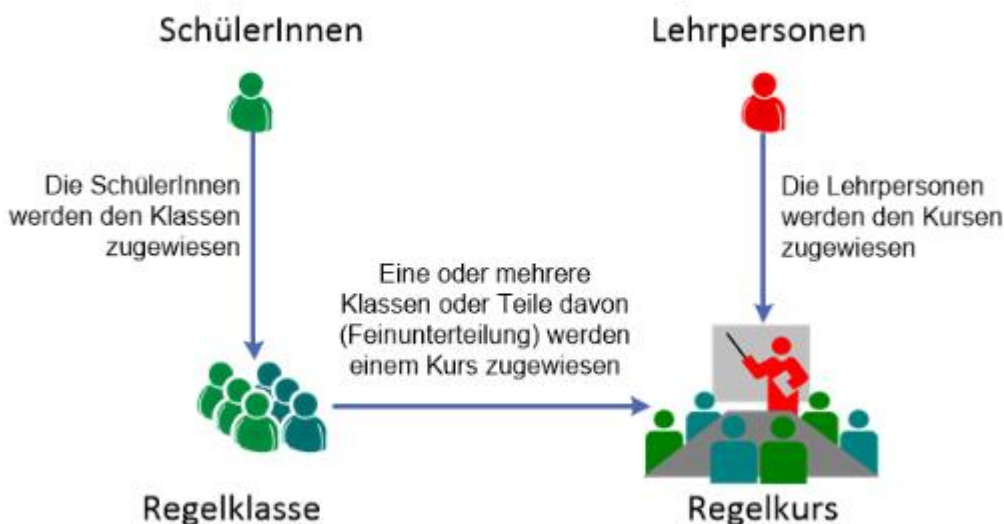 SchülerInnen
Lehrpersonen
Die SchülerInnen
werden den Klassen
zugewiesen
Die Lehrpersonen
werden den Kursen
zugewiesen
Eine oder mehrere
Klassen oder Teile davon
(Feinunterteilung) werden
einem Kurs zugewiesen
Regelklasse
Regelkurs